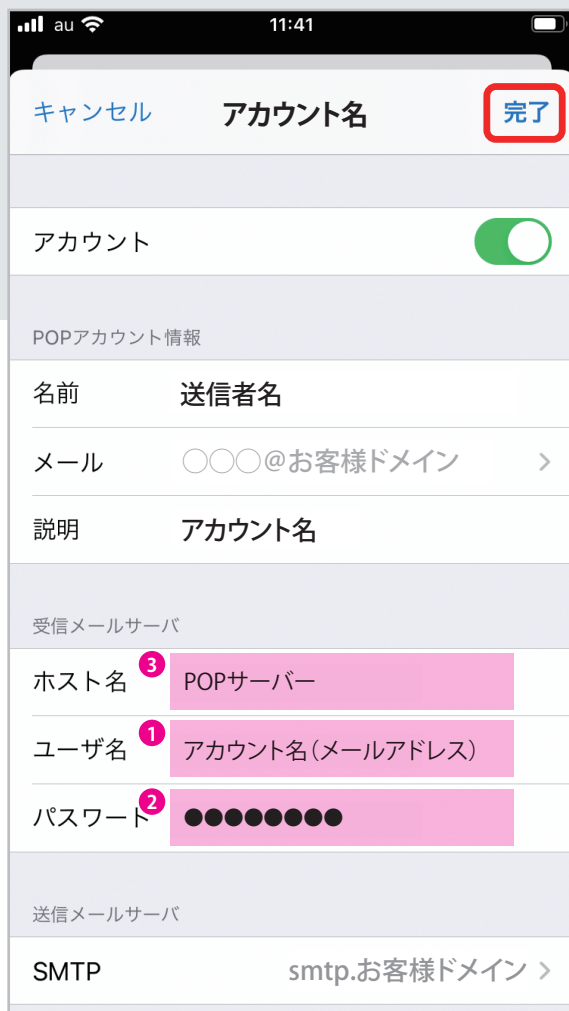 au 11:41
キャンセル アカウント名 完了
アカウント
POPアカウント情報
名前 送信者名
メール 〇〇〇@お客様ドメイン
説明 アカウント名
受信メールサーバ
ホスト名 3 POPサーバー
ユーザ名 1 アカウント名(メールアドレス)
パスワード 2 ●●●●●●●●
送信メールサーバ
SMTP smtp.お客様ドメイン